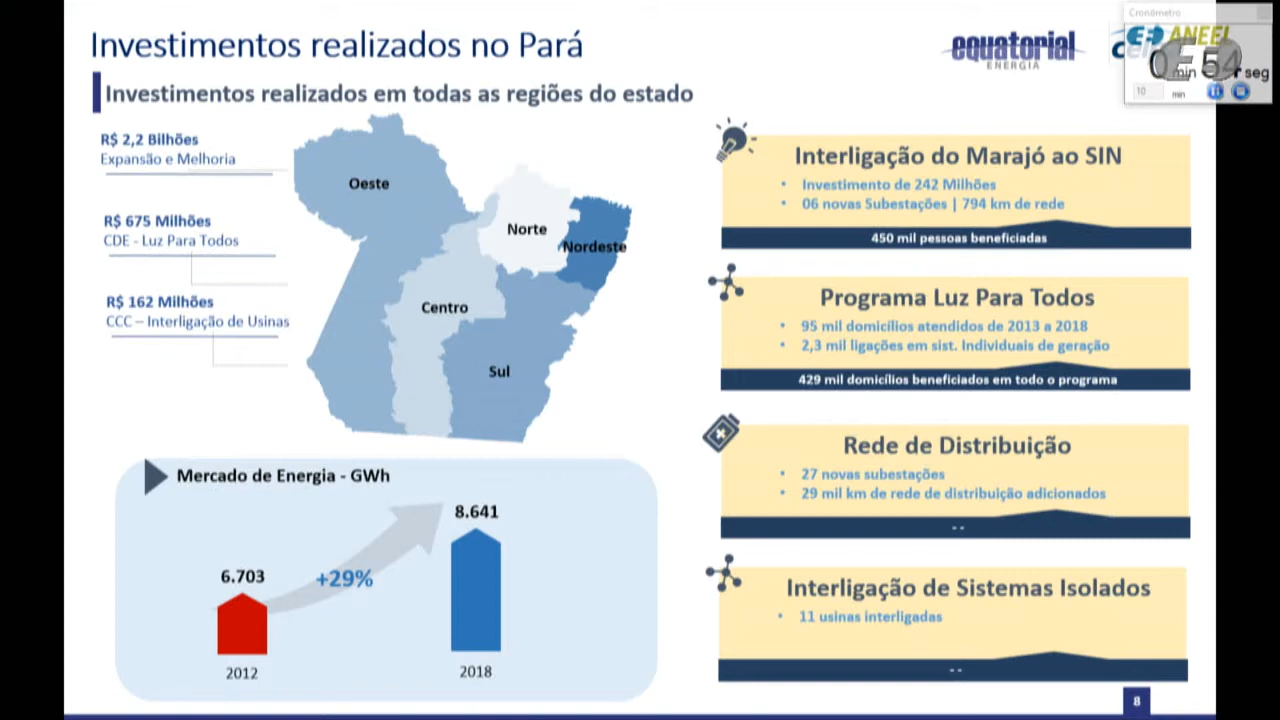 Investimentos realizados no Pará
equatorial
ENERGIA
Cronômetro
ANEEL
min
seg
10
min
Investimentos realizados em todas as regiões do estado
R$ 2,2 Bilhões
Expansão e Melhoria
R$ 675 Milhões
CDE - Luz Para Todos
R$ 162 Milhões
CCC – Interligação de Usinas
Oeste
Norte
Nordeste
Centro
Sul
Mercado de Energia - GWh
6.703
+29%
8.641
2012
2018
Interligação do Marajó ao SIN
• Investimento de 242 Milhões
• 06 novas Subestações | 794 km de rede
450 mil pessoas beneficiadas
Programa Luz Para Todos
• 95 mil domicílios atendidos de 2013 a 2018
• 2,3 mil ligações em sist. Individuais de geração
429 mil domicílios beneficiados em todo o programa
Rede de Distribuição
• 27 novas subestações
• 29 mil km de rede de distribuição adicionados
- -
Interligação de Sistemas Isolados
• 11 usinas interligadas
- -
8